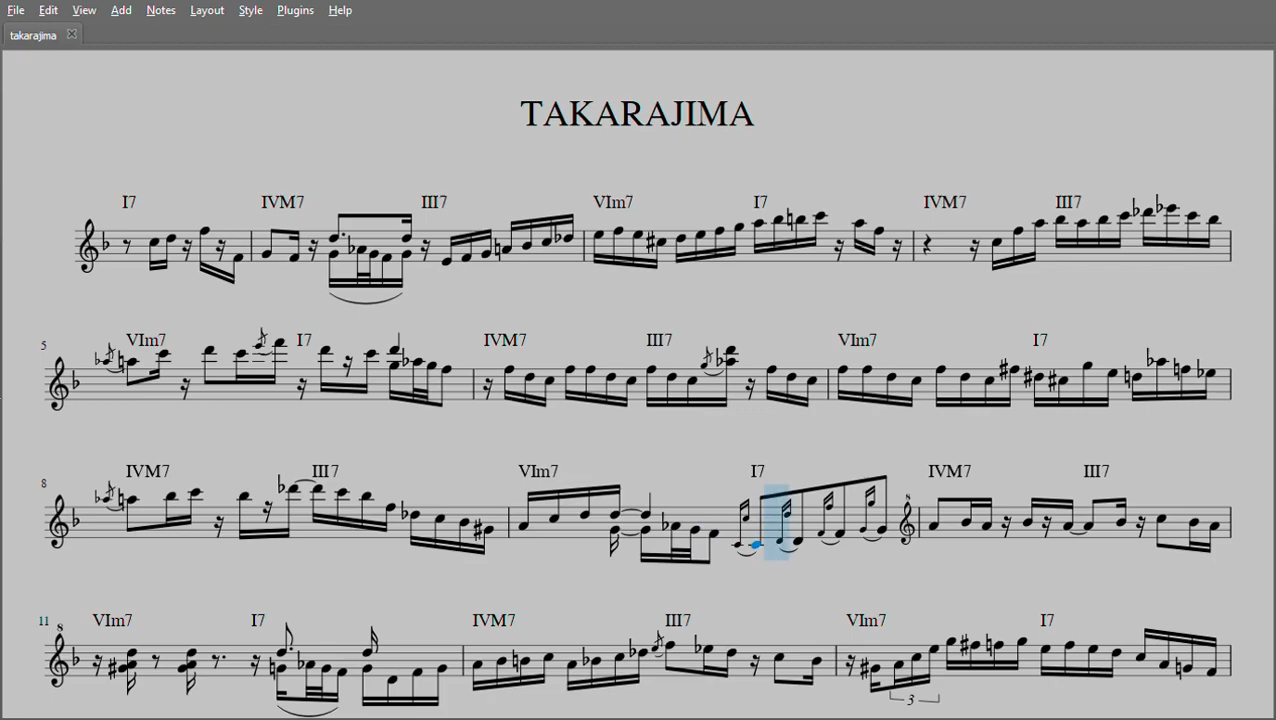 File Edit View Add Notes Layout Style Plugins Help
takarajima
TAKARAJIMA
I7 IVM7 III7 VIm7 I7 IVM7 III7
5 VIm7 I7 IVM7 III7 VIm7 I7
8 IVM7 III7 VIm7 I7 IVM7 III7
8
11 VIm7 I7 IVM7 III7 VIm7 I7
8
3